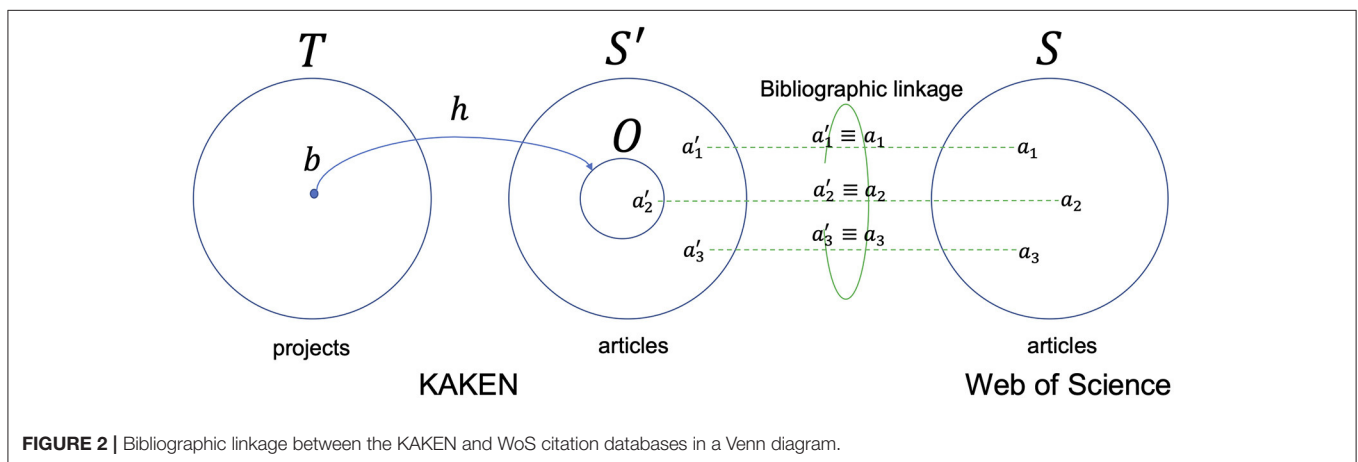 T S′ S
Bibliographic linkage
h
O
a′₁ a′₁ ≡ a₁ a₁
b
a′₂ a′₂ ≡ a₂ a₂
a′₃ a′₃ ≡ a₃ a₃
projects articles articles
KAKEN Web of Science
FIGURE 2 | Bibliographic linkage between the KAKEN and WoS citation databases in a Venn diagram.